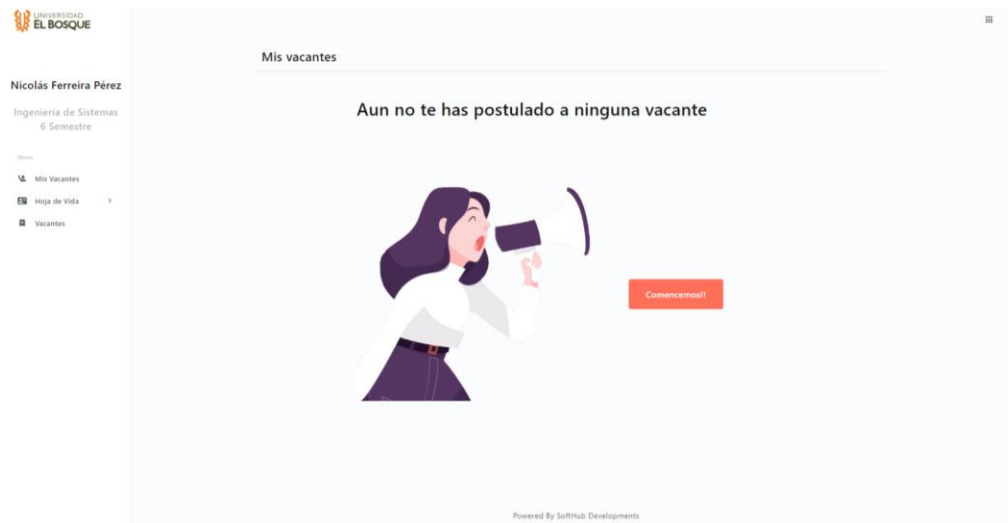 UNIVERSIDAD
EL BOSQUE
Nicolás Ferreira Pérez
Ingeniería de Sistemas
6 Semestre
Menu
Mis Vacantes
Hoja de Vida
Vacantes
Mis vacantes
Aun no te has postulado a ninguna vacante
Comencemos!!
Powered By SoftHub Developments